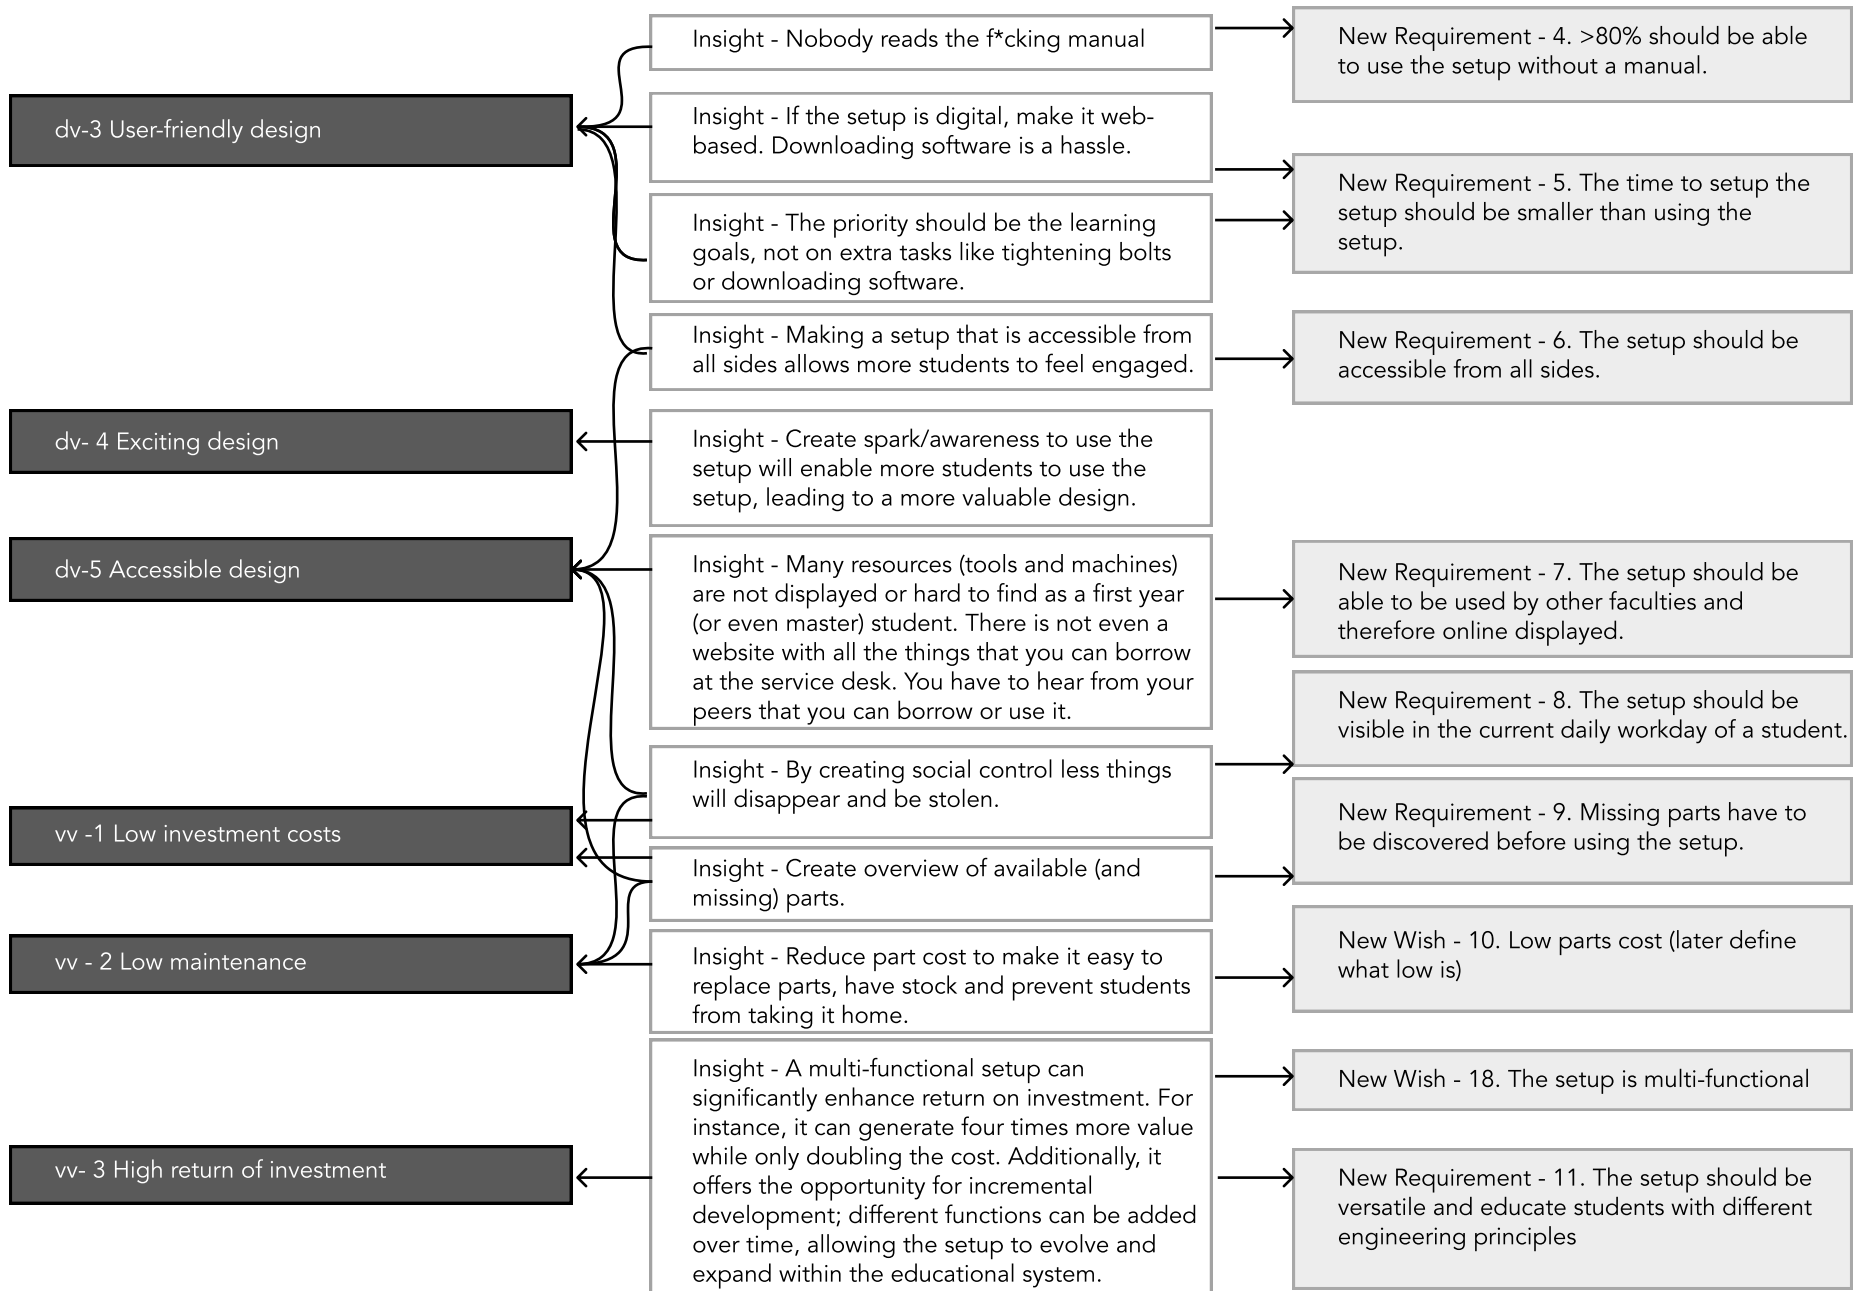 dv-3 User-friendly design
dv- 4 Exciting design
dv-5 Accessible design
vv -1 Low investment costs
vv - 2 Low maintenance
vv- 3 High return of investment
Insight - Nobody reads the f*cking manual
Insight - If the setup is digital, make it web-
based. Downloading software is a hassle.
Insight - The priority should be the learning
goals, not on extra tasks like tightening bolts
or downloading software.
Insight - Making a setup that is accessible from
all sides allows more students to feel engaged.
Insight - Create spark/awareness to use the
setup will enable more students to use the
setup, leading to a more valuable design.
Insight - Many resources (tools and machines)
are not displayed or hard to find as a first year
(or even master) student. There is not even a
website with all the things that you can borrow
at the service desk. You have to hear from your
peers that you can borrow or use it.
Insight - By creating social control less things
will disappear and be stolen.
Insight - Create overview of available (and
missing) parts.
Insight - Reduce part cost to make it easy to
replace parts, have stock and prevent students
from taking it home.
Insight - A multi-functional setup can
significantly enhance return on investment. For
instance, it can generate four times more value
while only doubling the cost. Additionally, it
offers the opportunity for incremental
development; different functions can be added
over time, allowing the setup to evolve and
expand within the educational system.
New Requirement - 4. >80% should be able
to use the setup without a manual.
New Requirement - 5. The time to setup the
setup should be smaller than using the
setup.
New Requirement - 6. The setup should be
accessible from all sides.
New Requirement - 7. The setup should be
able to be used by other faculties and
therefore online displayed.
New Requirement - 8. The setup should be
visible in the current daily workday of a student.
New Requirement - 9. Missing parts have to
be discovered before using the setup.
New Wish - 10. Low parts cost (later define
what low is)
New Wish - 18. The setup is multi-functional
New Requirement - 11. The setup should be
versatile and educate students with different
engineering principles